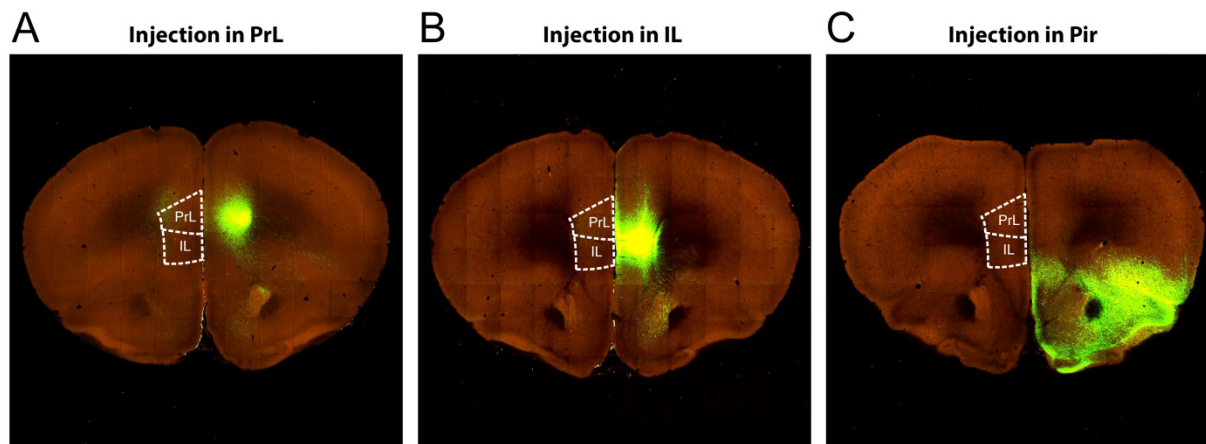 A
Injection in PrL
PrL
IL
B
Injection in IL
PrL
IL
C
Injection in Pir
PrL
IL